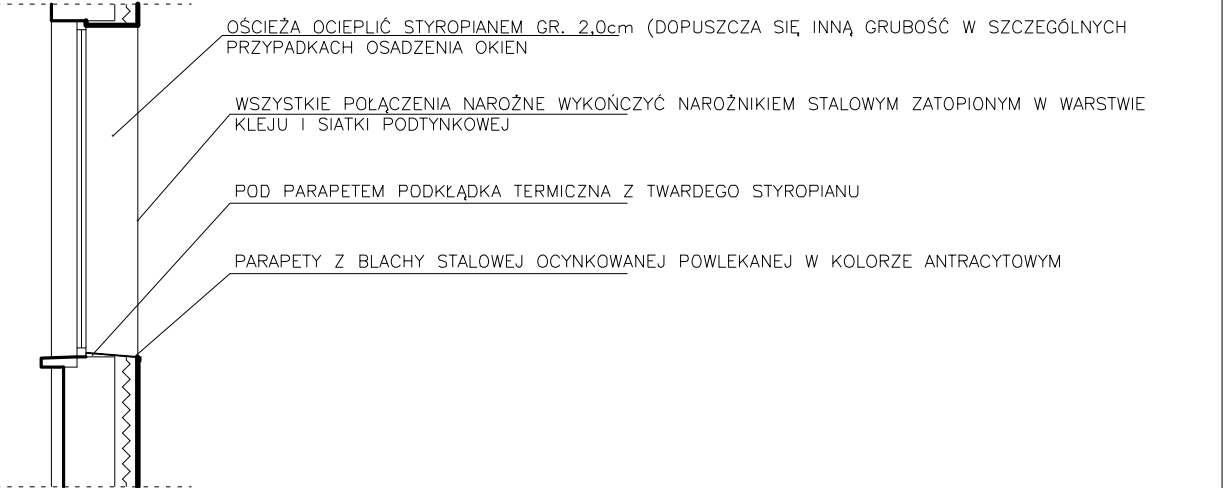 OŚCIEŻA OCIEPLIĆ STYROPIANEM GR. 2,0cm (DOPUSZCZA SIĘ INNĄ GRUBOŚĆ W SZCZEGÓLNYCH
PRZYPADKACH OSADZENIA OKIEN
WSZYSTKIE POŁĄCZENIA NAROŻNE WYKOŃCZYĆ NAROŻNIKIEM STALOWYM ZATOPIONYM W WARSTWIE
KLEJU I SIATKI PODTYNKOWEJ
POD PARAPETEM PODKŁĄDKA TERMICZNA Z TWARDEGO STYROPIANU
PARAPETY Z BLACHY STALOWEJ OCYNKOWANEJ POWLEKANEJ W KOLORZE ANTRACYTOWYM